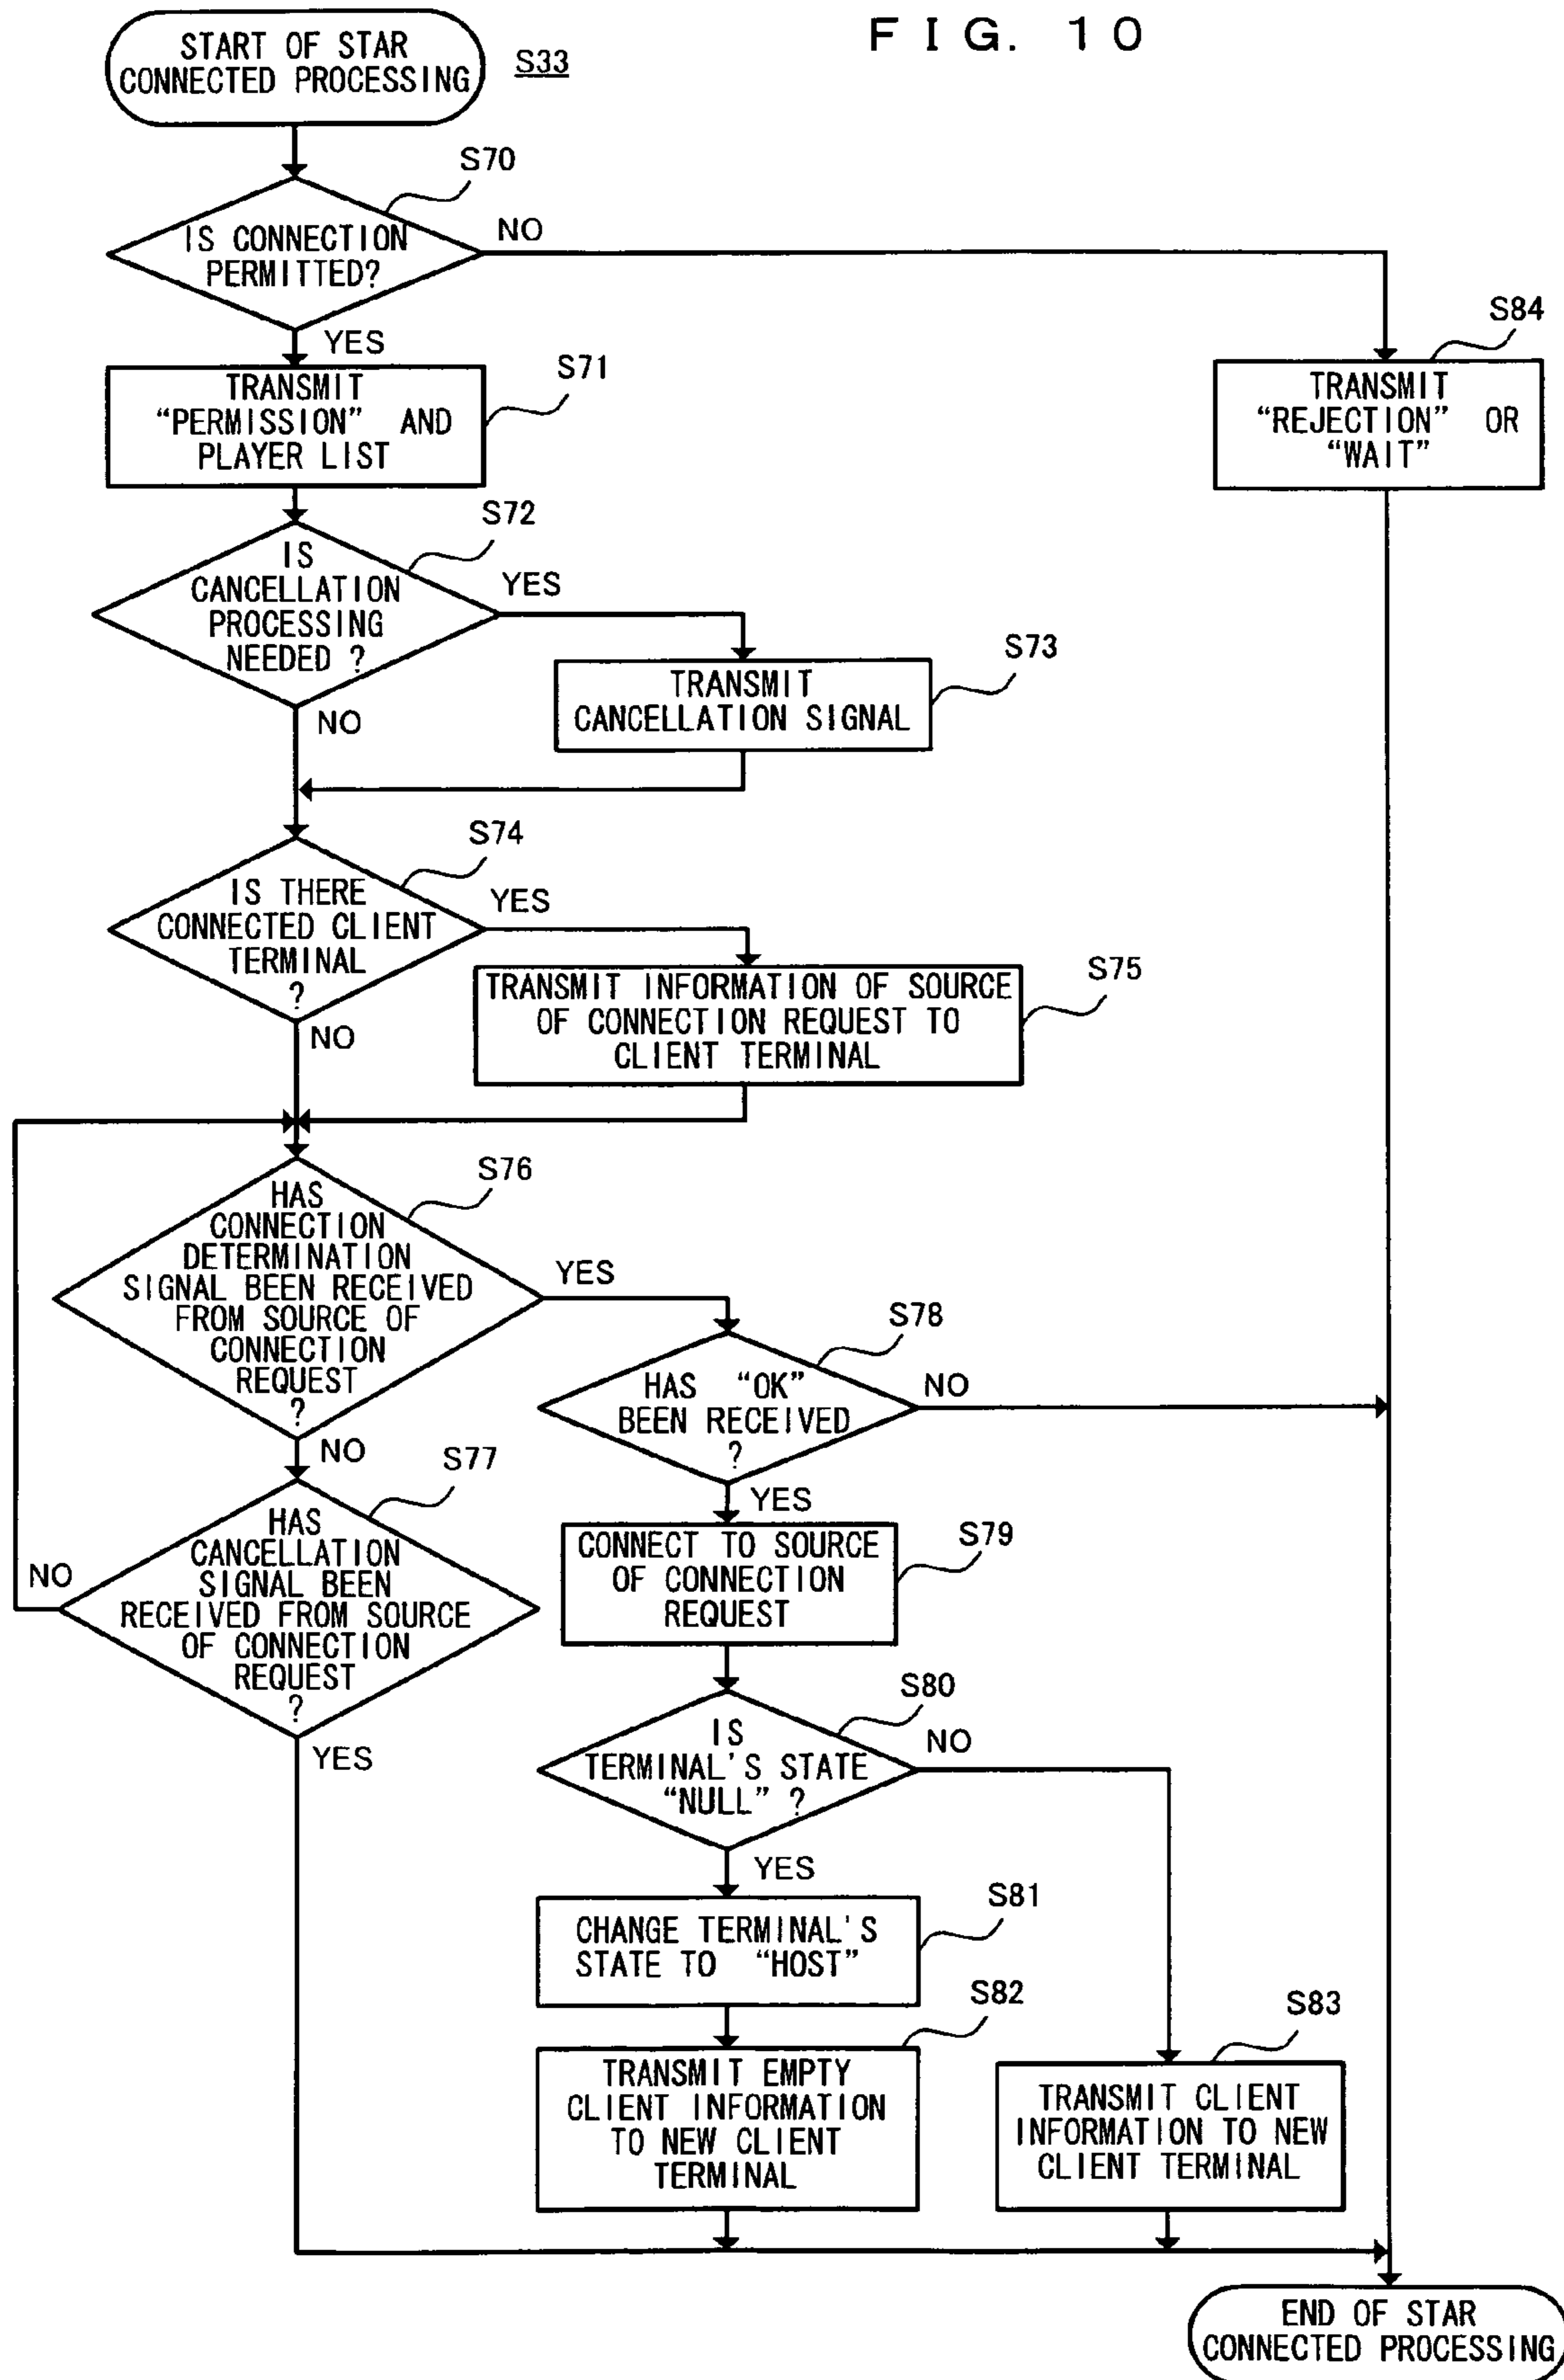 FIG. 10
START OF STAR
CONNECTED PROCESSING
S33
S70
IS CONNECTION
PERMITTED?
NO
YES
S84
TRANSMIT
“REJECTION” OR
“WAIT”
S71
TRANSMIT
“PERMISSION” AND
PLAYER LIST
S72
IS
CANCELLATION
PROCESSING
NEEDED ?
YES
NO
S73
TRANSMIT
CANCELLATION SIGNAL
S74
IS THERE
CONNECTED CLIENT
TERMINAL
?
YES
NO
S75
TRANSMIT INFORMATION OF SOURCE
OF CONNECTION REQUEST TO
CLIENT TERMINAL
S76
HAS
CONNECTION
DETERMINATION
SIGNAL BEEN RECEIVED
FROM SOURCE OF
CONNECTION
REQUEST
?
YES
NO
S78
HAS “OK”
BEEN RECEIVED
?
NO
YES
S77
HAS
CANCELLATION
SIGNAL BEEN
RECEIVED FROM SOURCE
OF CONNECTION
REQUEST
?
NO
YES
S79
CONNECT TO SOURCE
OF CONNECTION
REQUEST
S80
IS
TERMINAL'S STATE
“NULL” ?
NO
YES
S81
CHANGE TERMINAL'S
STATE TO “HOST”
S82
TRANSMIT EMPTY
CLIENT INFORMATION
TO NEW CLIENT
TERMINAL
S83
TRANSMIT CLIENT
INFORMATION TO NEW
CLIENT TERMINAL
END OF STAR
CONNECTED PROCESSING